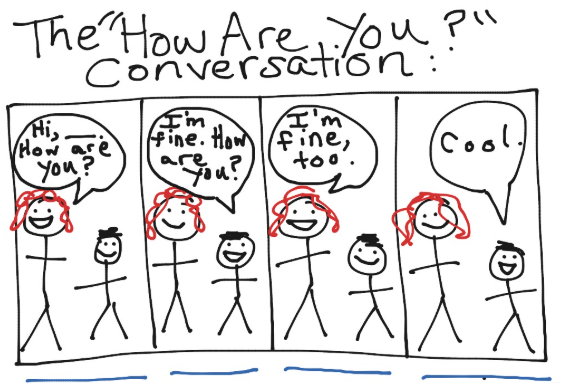 The "How Are You?"
Conversation:
Hi, ___.
How are
you?
I'm
fine. How
are
you?
I'm
fine,
too.
Cool.